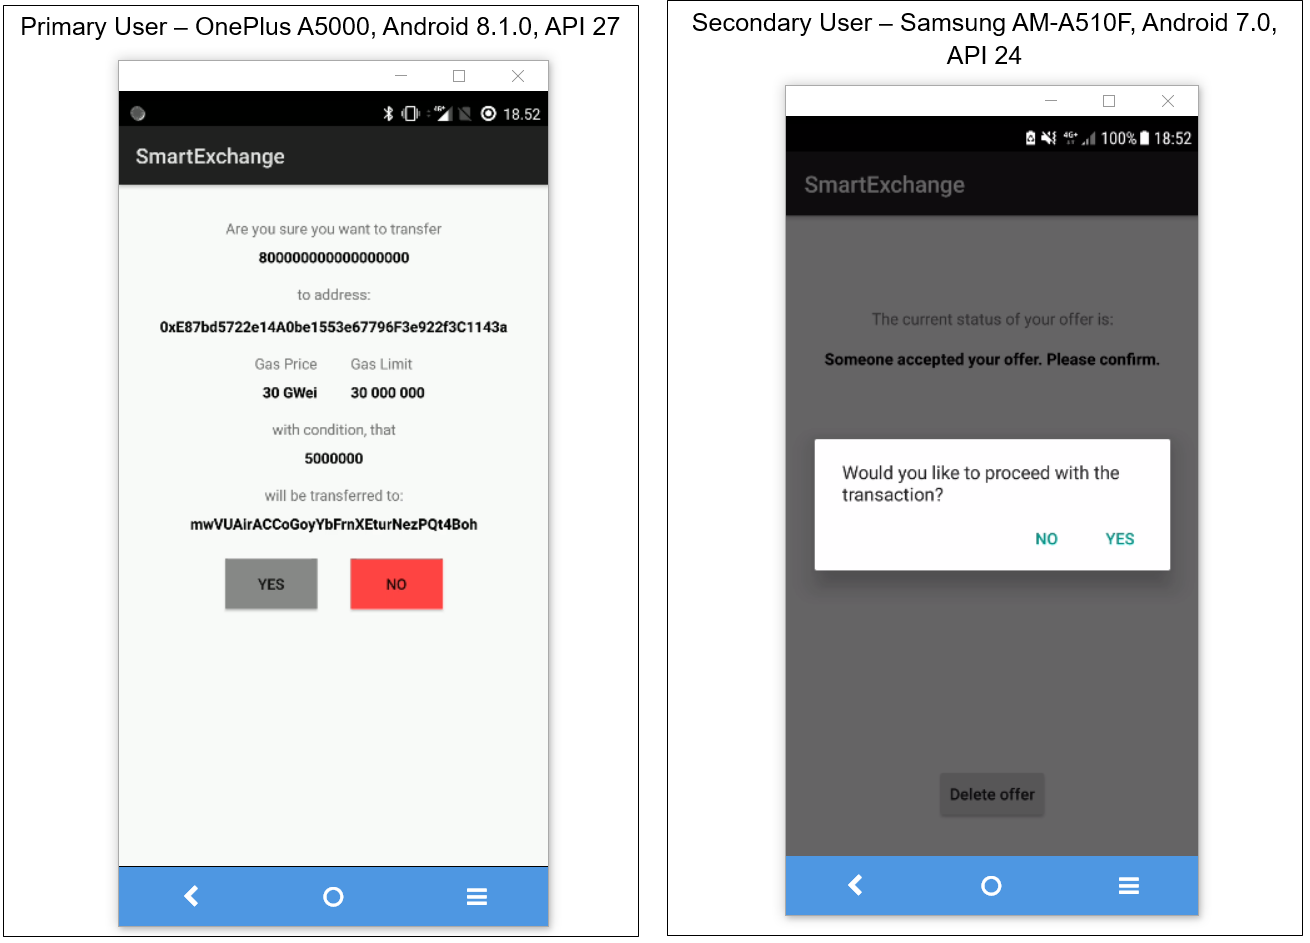 Primary User – OnePlus A5000, Android 8.1.0, API 27
18.52
SmartExchange
Are you sure you want to transfer
800000000000000000
to address:
0xE87bd5722e14A0be1553e67796F3e922f3C1143a
Gas Price Gas Limit
30 GWei 30 000 000
with condition, that
5000000
will be transferred to:
mwVUAirACCoGoyYbFrnXEturNezPQt4Boh
YES NO
Secondary User – Samsung AM-A510F, Android 7.0,
API 24
4G+ 100% 18:52
SmartExchange
The current status of your offer is:
Someone accepted your offer. Please confirm.
Would you like to proceed with the
transaction?
NO YES
Delete offer